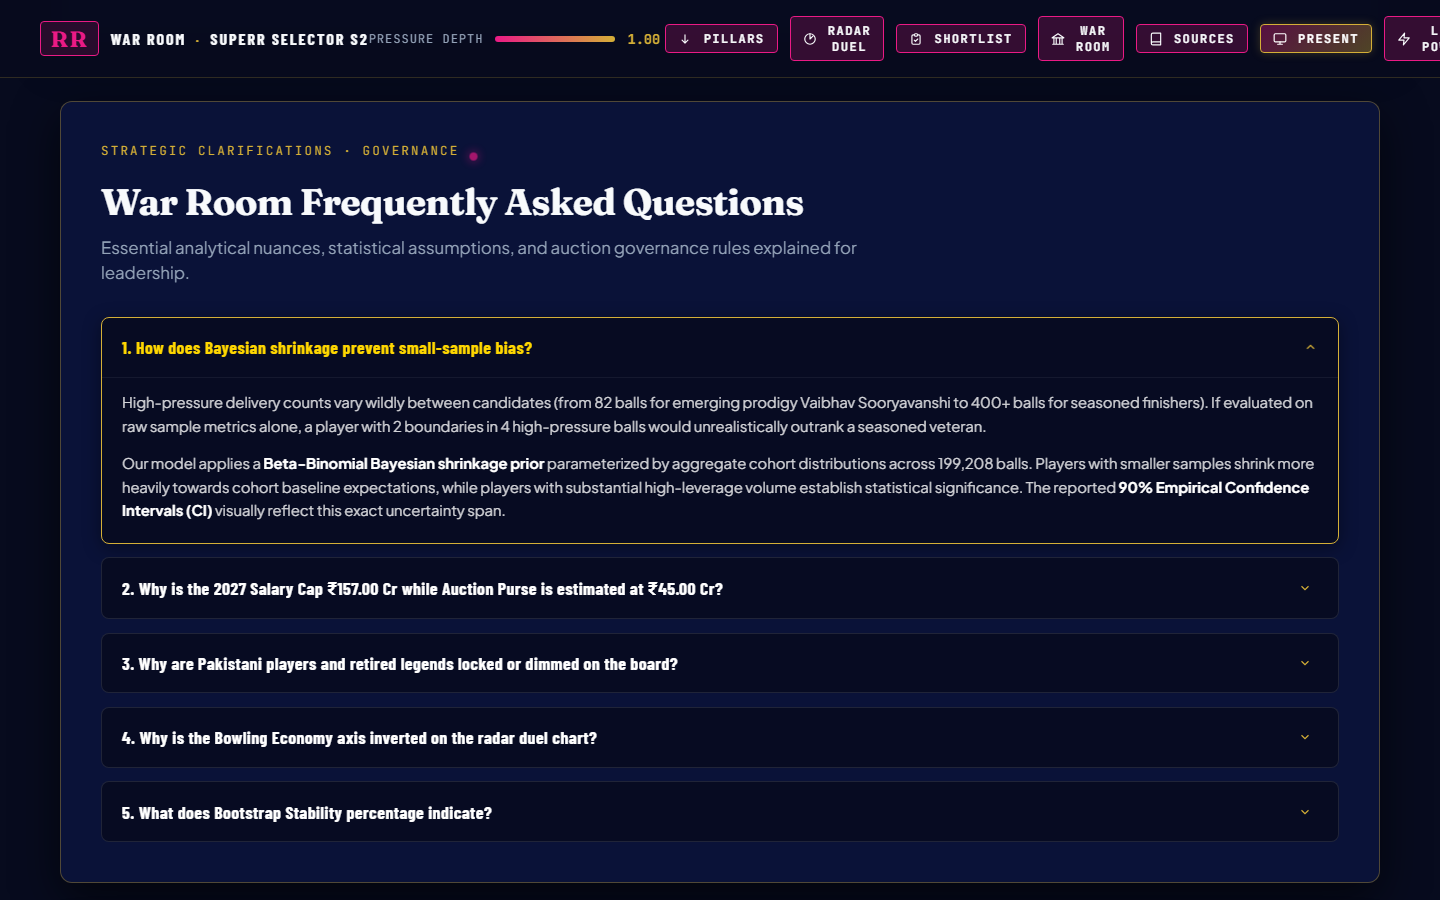 RR WAR ROOM · SUPERR SELECTOR S2 PRESSURE DEPTH 1.00 PILLARS RADAR DUEL SHORTLIST WAR ROOM SOURCES PRESENT
STRATEGIC CLARIFICATIONS · GOVERNANCE
War Room Frequently Asked Questions
Essential analytical nuances, statistical assumptions, and auction governance rules explained for
leadership.
1. How does Bayesian shrinkage prevent small-sample bias?
High-pressure delivery counts vary wildly between candidates (from 82 balls for emerging prodigy Vaibhav Sooryavanshi to 400+ balls for seasoned finishers). If evaluated on
raw sample metrics alone, a player with 2 boundaries in 4 high-pressure balls would unrealistically outrank a seasoned veteran.
Our model applies a Beta-Binomial Bayesian shrinkage prior parameterized by aggregate cohort distributions across 199,208 balls. Players with smaller samples shrink more
heavily towards cohort baseline expectations, while players with substantial high-leverage volume establish statistical significance. The reported 90% Empirical Confidence
Intervals (CI) visually reflect this exact uncertainty span.
2. Why is the 2027 Salary Cap ₹157.00 Cr while Auction Purse is estimated at ₹45.00 Cr?
3. Why are Pakistani players and retired legends locked or dimmed on the board?
4. Why is the Bowling Economy axis inverted on the radar duel chart?
5. What does Bootstrap Stability percentage indicate?